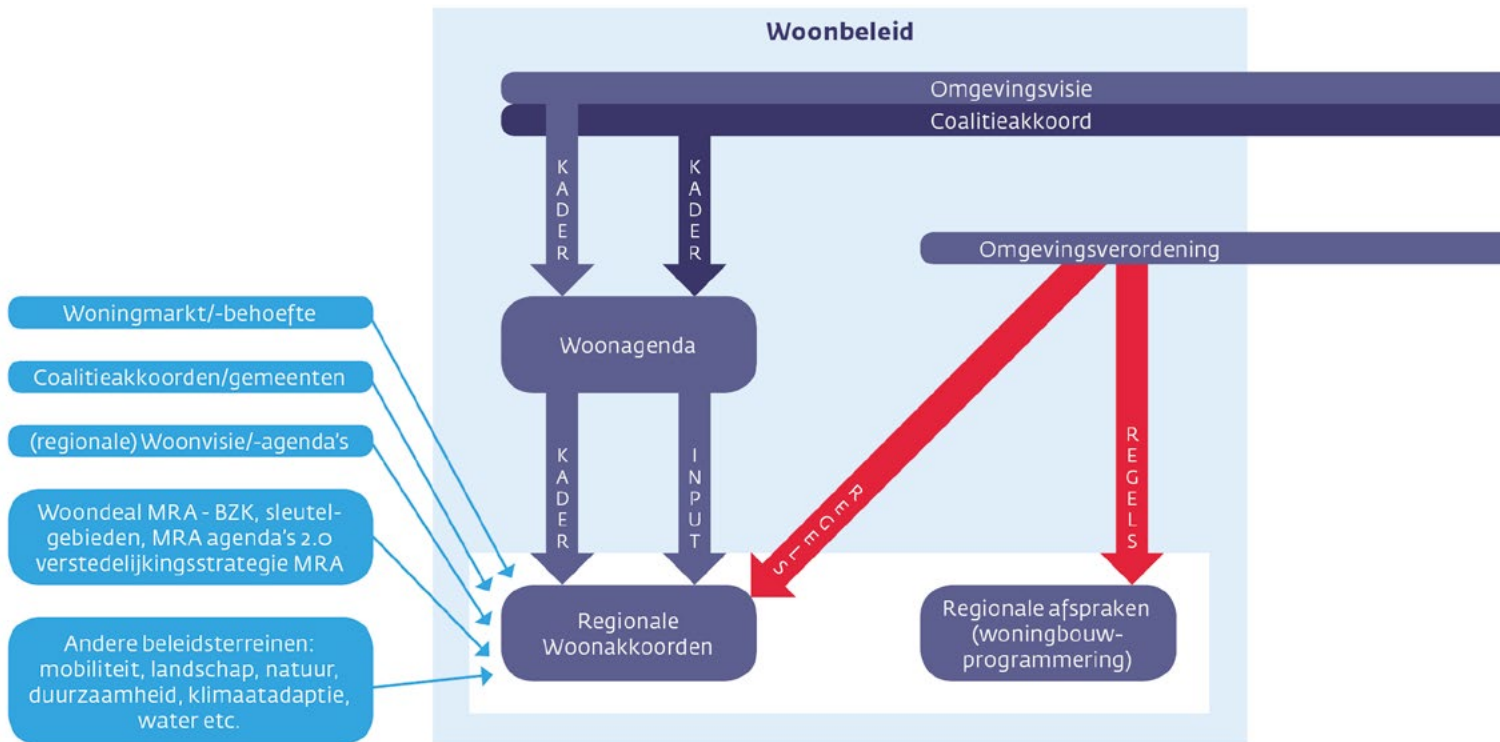 Woonbeleid
Omgevingsvisie
Coalitieakkoord
KADER
KADER
Omgevingsverordening
Woningmarkt/-behoefte
Coalitieakkoorden/gemeenten
(regionale) Woonvisie/-agenda's
Woondeal MRA - BZK, sleutel-
gebieden, MRA agenda's 2.0
verstedelijkingsstrategie MRA
Andere beleidsterreinen:
mobiliteit, landschap, natuur,
duurzaamheid, klimaatadaptie,
water etc.
Woonagenda
KADER
INPUT
REGELS
REGELS
Regionale
Woonakkoorden
Regionale afspraken
(woningbouw-
programmering)